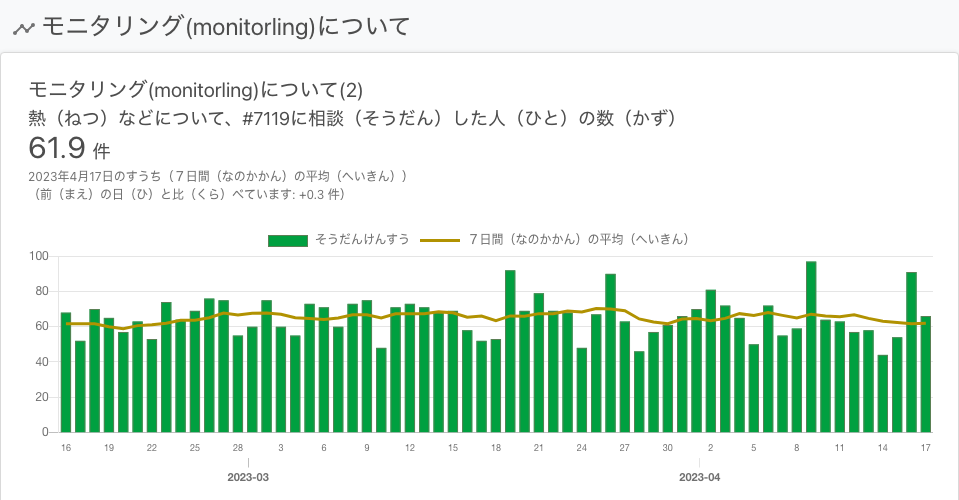 モニタリング(monitorling)について
モニタリング(monitorling)について(2)
熱（ねつ）などについて、#7119に相談（そうだん）した人（ひと）の数（かず）
61.9 件
2023年4月17日のすうち（７日間（なのかかん）の平均（へいきん））
（前（まえ）の日（ひ）と比（くら）べています: +0.3 件）
そうだんけんすう ７日間（なのかかん）の平均（へいきん）
100
80
60
40
20
0
16 19 22 25 28 3 6 9 12 15 18 21 24 27 30 2 5 8 11 14 17
2023-03 2023-04